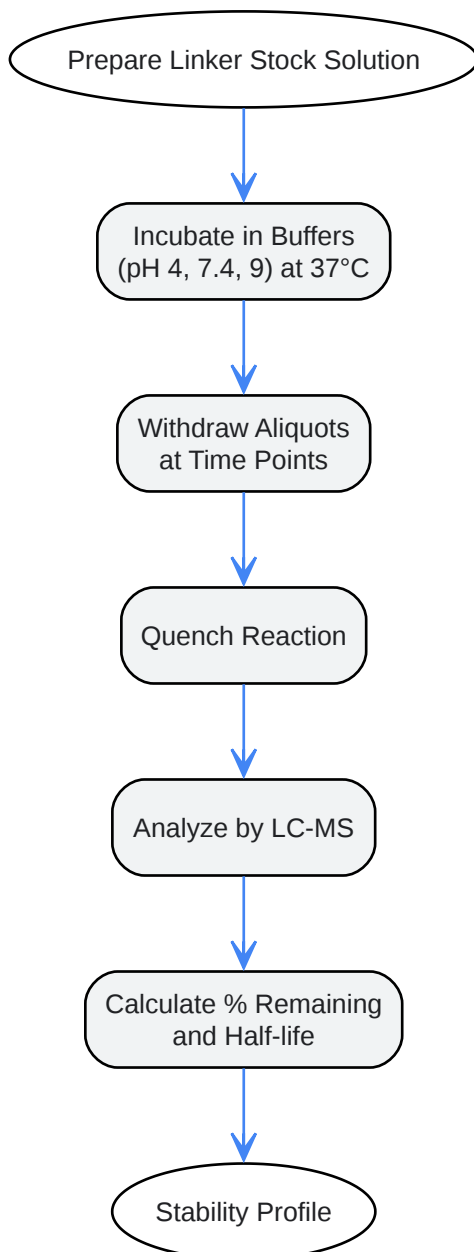 Prepare Linker Stock Solution
Incubate in Buffers
(pH 4, 7.4, 9) at 37°C
Withdraw Aliquots
at Time Points
Quench Reaction
Analyze by LC-MS
Calculate % Remaining
and Half-life
Stability Profile